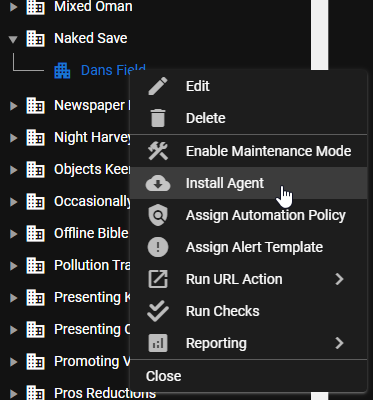 Mixed Oman
Naked Save
Dans Field
Newspaper
Night Harvey
Objects Keen
Occasionally
Offline Bible
Pollution Tra
Presenting
Presenting
Promoting V
Pros Reductions
Edit
Delete
Enable Maintenance Mode
Install Agent
Assign Automation Policy
Assign Alert Template
Run URL Action
Run Checks
Reporting
Close